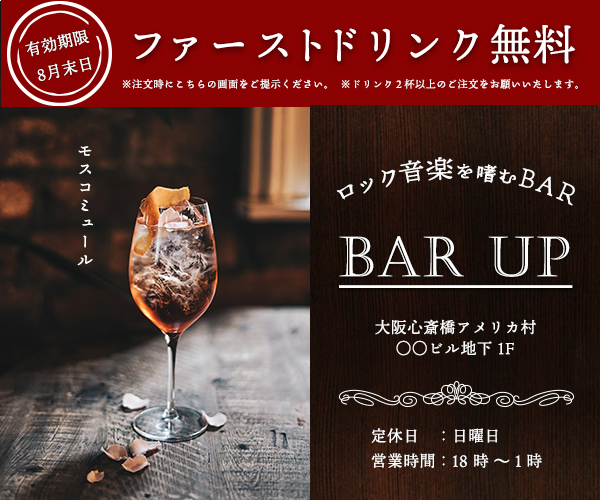 有効期限
8月末日
ファーストドリンク無料
※注文時にこちらの画面をご提示ください。 ※ドリンク2杯以上のご注文をお願いいたします。
モスコミュール
ロック音楽を嗜むBAR
BAR UP
大阪心斎橋アメリカ村
〇〇ビル地下1F
定休日　：日曜日
営業時間：18時〜1時